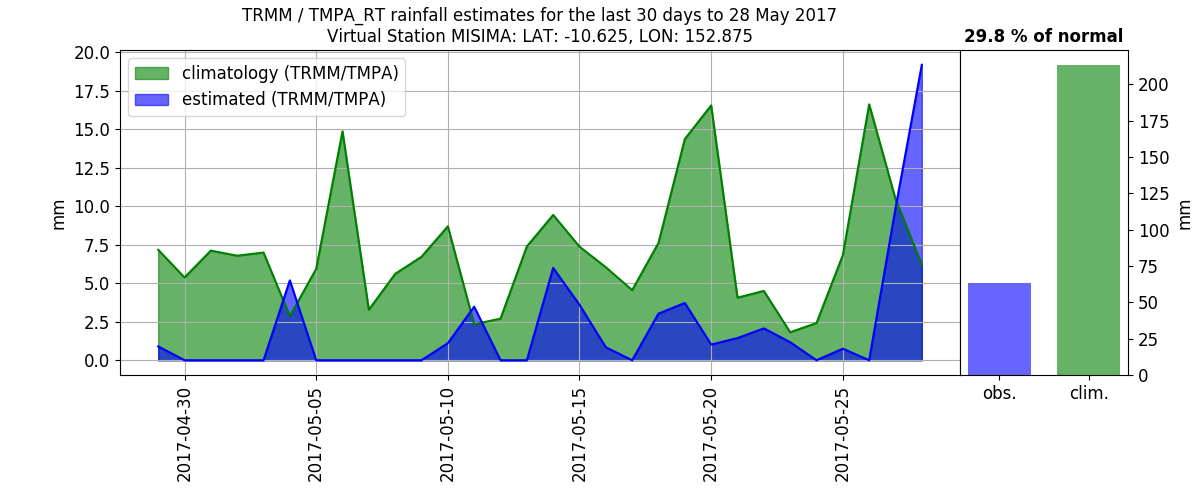 TRMM / TMPA_RT rainfall estimates for the last 30 days to 28 May 2017
Virtual Station MISIMA: LAT: -10.625, LON: 152.875
29.8 % of normal
climatology (TRMM/TMPA)
estimated (TRMM/TMPA)
20.0
17.5
15.0
12.5
10.0
7.5
5.0
2.5
0.0
mm
2017-04-30
2017-05-05
2017-05-10
2017-05-15
2017-05-20
2017-05-25
200
175
150
125
100
75
50
25
0
mm
obs.
clim.